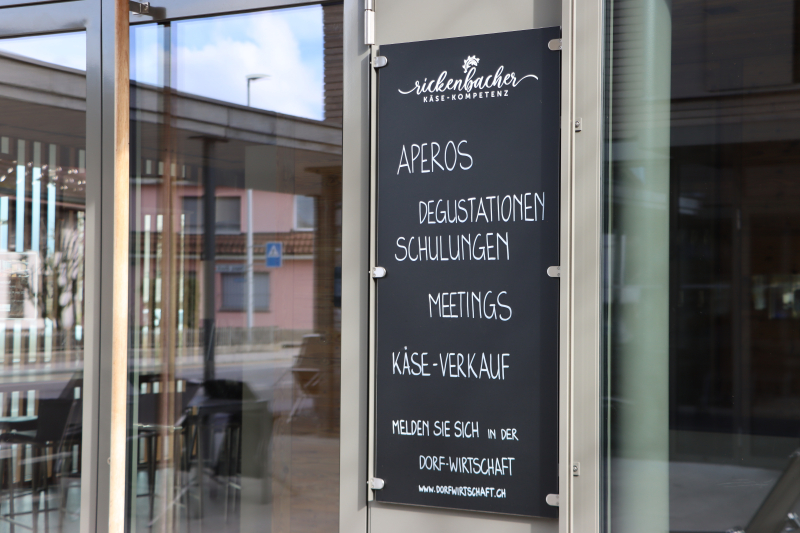 rickenbacher
KÄSE-KOMPETENZ
APEROS
DEGUSTATIONEN
SCHULUNGEN
MEETINGS
KÄSE-VERKAUF
MELDEN SIE SICH IN DER
DORF-WIRTSCHAFT
WWW.DORFWIRTSCHAFT.CH